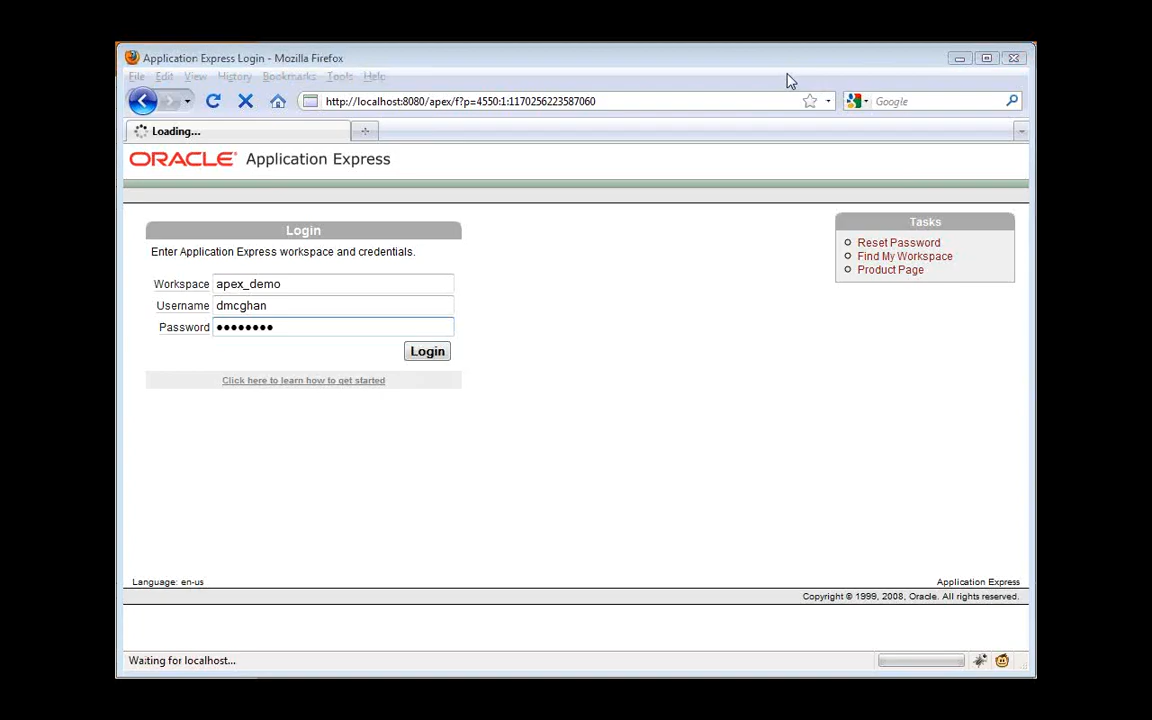 Application Express Login - Mozilla Firefox
File Edit View History Bookmarks Tools Help
http://localhost:8080/apex/f?p=4550:1:1170256223587060
Google
Loading...
ORACLE Application Express
Login
Enter Application Express workspace and credentials.
Workspace apex_demo
Username dmcghan
Password ●●●●●●●●
Login
Click here to learn how to get started
Tasks
Reset Password
Find My Workspace
Product Page
Language: en-us
Application Express
Copyright © 1999, 2008, Oracle. All rights reserved.
Waiting for localhost...